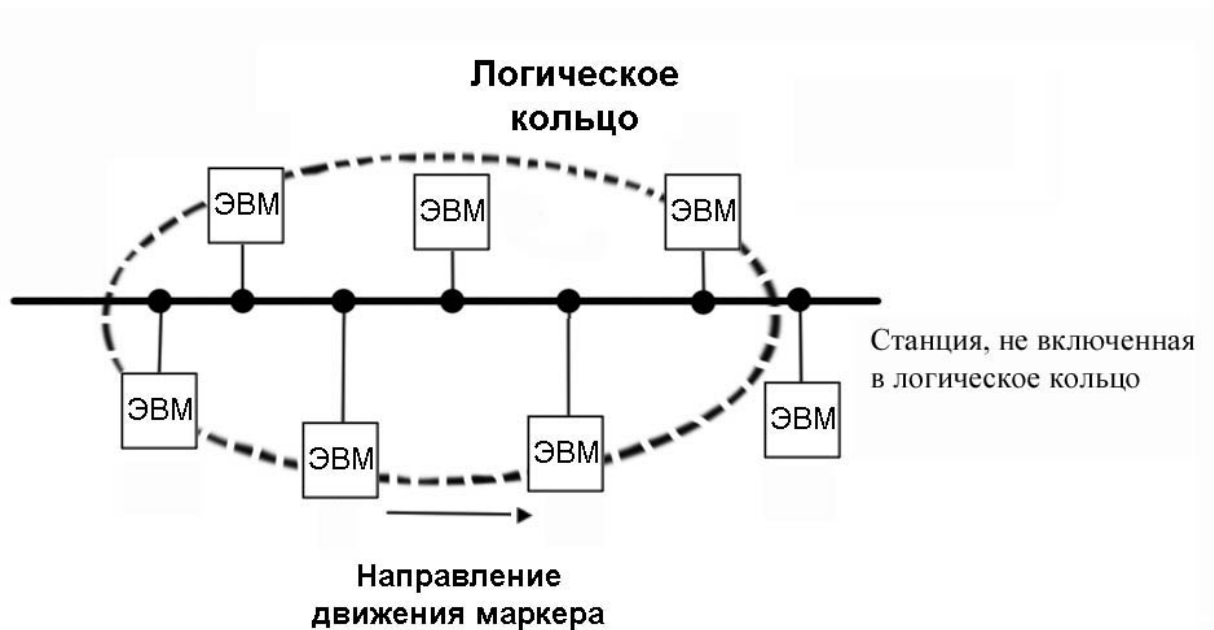 Логическое
кольцо
ЭВМ
ЭВМ
ЭВМ
Станция, не включенная
в логическое кольцо
ЭВМ
ЭВМ
ЭВМ
ЭВМ
Направление
движения маркера